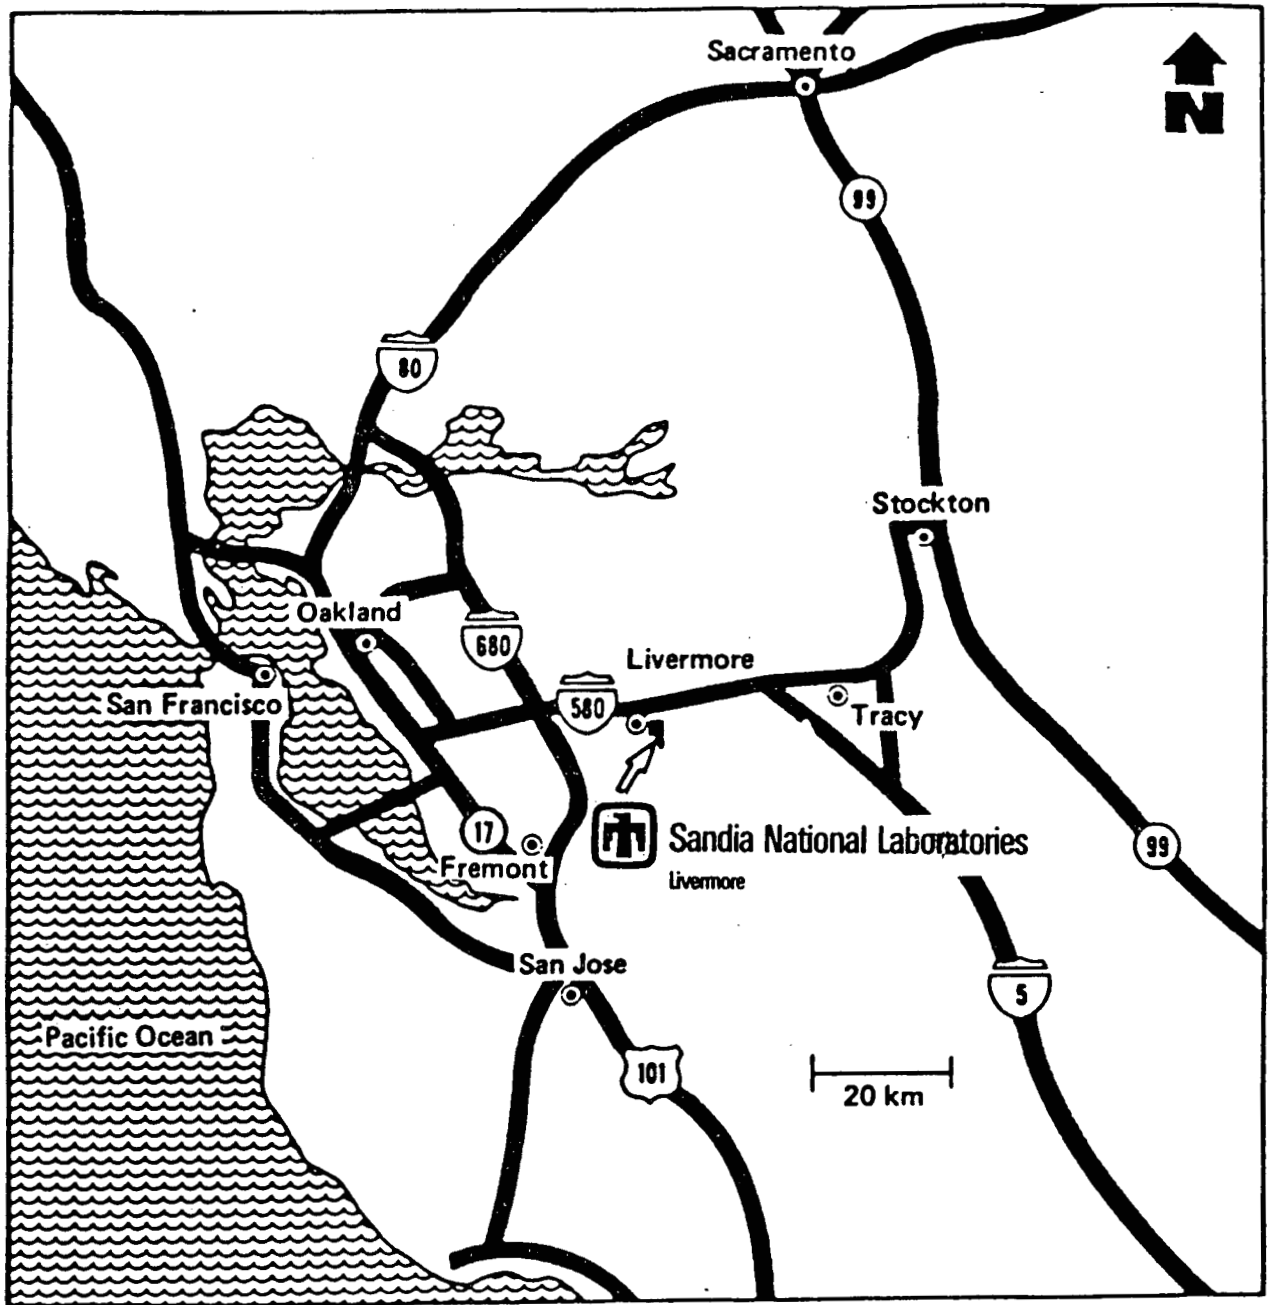 Sacramento
N
99
80
Stockton
Oakland
680
Livermore
San Francisco
580
Tracy
17
Sandia National Laboratories
Fremont
Livermore
99
San Jose
5
Pacific Ocean
101
20 km